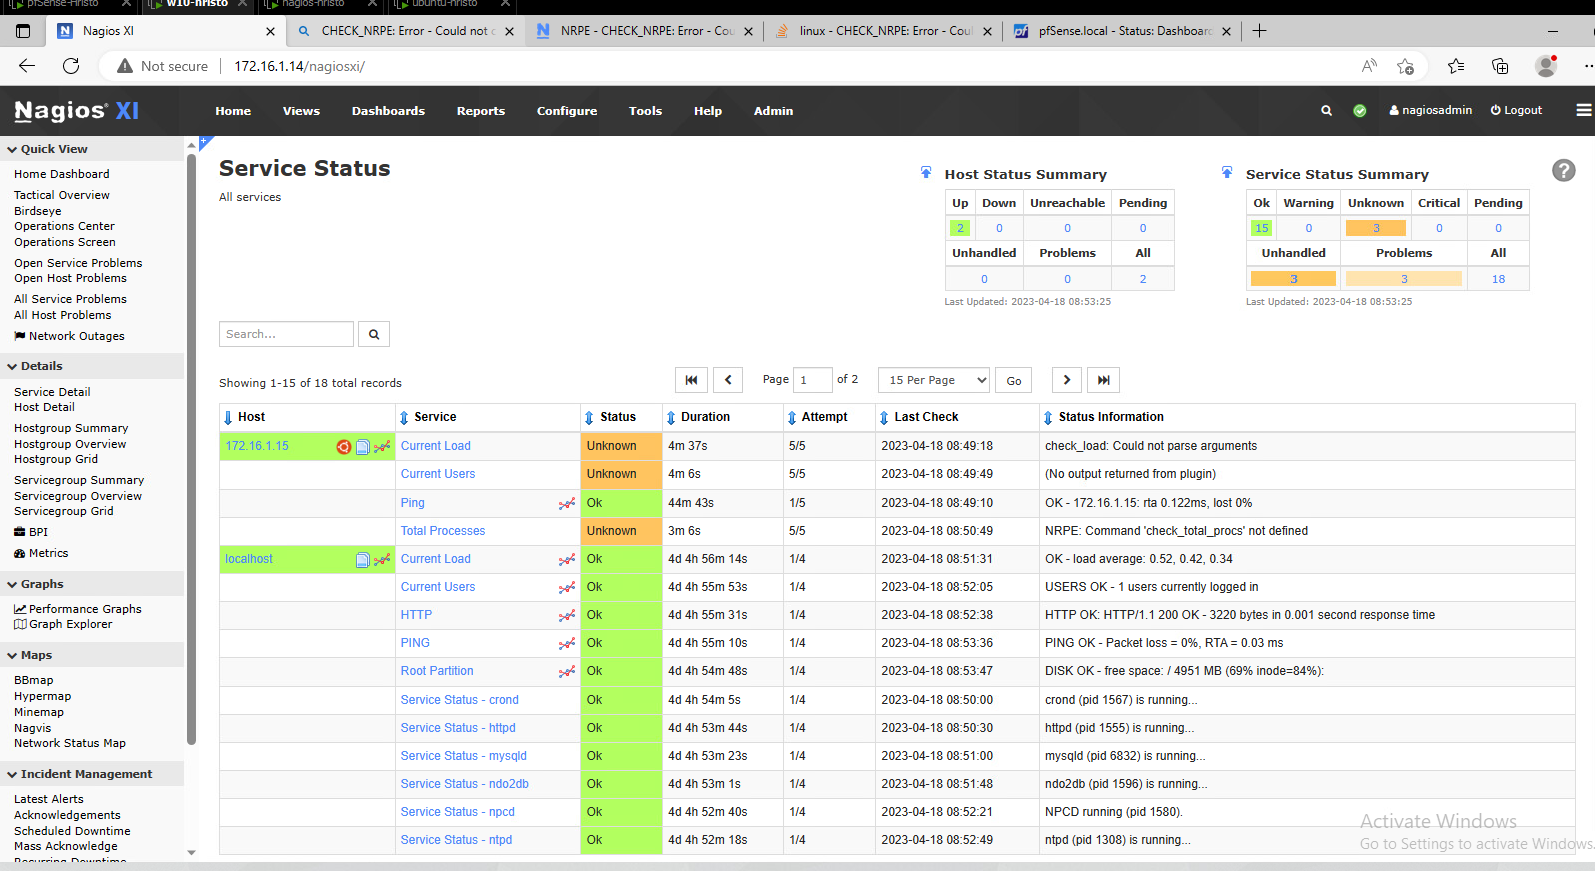 pfSense-Hristo
W10-Hristo
nagios-hristo
ubuntu-hristo
Nagios XI
CHECK_NRPE: Error - Could not c
NRPE - CHECK_NRPE: Error - Cou
linux - CHECK_NRPE: Error - Coul
pfSense.local - Status: Dashboard
Not secure
172.16.1.14/nagiosxi/
Nagios XI
Home
Views
Dashboards
Reports
Configure
Tools
Help
Admin
nagiosadmin
Logout
Quick View
Home Dashboard
Tactical Overview
Birdseye
Operations Center
Operations Screen
Open Service Problems
Open Host Problems
All Service Problems
All Host Problems
Network Outages
Details
Service Detail
Host Detail
Hostgroup Summary
Hostgroup Overview
Hostgroup Grid
Servicegroup Summary
Servicegroup Overview
Servicegroup Grid
BPI
Metrics
Graphs
Performance Graphs
Graph Explorer
Maps
BBmap
Hypermap
Minemap
Nagvis
Network Status Map
Incident Management
Latest Alerts
Acknowledgements
Scheduled Downtime
Mass Acknowledge
Recurring Downtime
Service Status
All services
Host Status Summary
Up Down Unreachable Pending
2 0 0 0
Unhandled Problems All
0 0 2
Last Updated: 2023-04-18 08:53:25
Service Status Summary
Ok Warning Unknown Critical Pending
15 0 3 0 0
Unhandled Problems All
3 3 18
Last Updated: 2023-04-18 08:53:25
Search...
Showing 1-15 of 18 total records
Page 1 of 2
15 Per Page
Go
Host Service Status Duration Attempt Last Check Status Information
172.16.1.15 Current Load Unknown 4m 37s 5/5 2023-04-18 08:49:18 check_load: Could not parse arguments
Current Users Unknown 4m 6s 5/5 2023-04-18 08:49:49 (No output returned from plugin)
Ping Ok 44m 43s 1/5 2023-04-18 08:49:10 OK - 172.16.1.15: rta 0.122ms, lost 0%
Total Processes Unknown 3m 6s 5/5 2023-04-18 08:50:49 NRPE: Command 'check_total_procs' not defined
localhost Current Load Ok 4d 4h 56m 14s 1/4 2023-04-18 08:51:31 OK - load average: 0.52, 0.42, 0.34
Current Users Ok 4d 4h 55m 53s 1/4 2023-04-18 08:52:05 USERS OK - 1 users currently logged in
HTTP Ok 4d 4h 55m 31s 1/4 2023-04-18 08:52:38 HTTP OK: HTTP/1.1 200 OK - 3220 bytes in 0.001 second response time
PING Ok 4d 4h 55m 10s 1/4 2023-04-18 08:53:36 PING OK - Packet loss = 0%, RTA = 0.03 ms
Root Partition Ok 4d 4h 54m 48s 1/4 2023-04-18 08:53:47 DISK OK - free space: / 4951 MB (69% inode=84%):
Service Status - crond Ok 4d 4h 54m 5s 1/4 2023-04-18 08:50:00 crond (pid 1567) is running...
Service Status - httpd Ok 4d 4h 53m 44s 1/4 2023-04-18 08:50:30 httpd (pid 1555) is running...
Service Status - mysqld Ok 4d 4h 53m 23s 1/4 2023-04-18 08:51:00 mysqld (pid 6832) is running...
Service Status - ndo2db Ok 4d 4h 53m 1s 1/4 2023-04-18 08:51:48 ndo2db (pid 1596) is running...
Service Status - npcd Ok 4d 4h 52m 40s 1/4 2023-04-18 08:52:21 NPCD running (pid 1580).
Service Status - ntpd Ok 4d 4h 52m 18s 1/4 2023-04-18 08:52:49 ntpd (pid 1308) is running...
Activate Windows
Go to Settings to activate Windows.